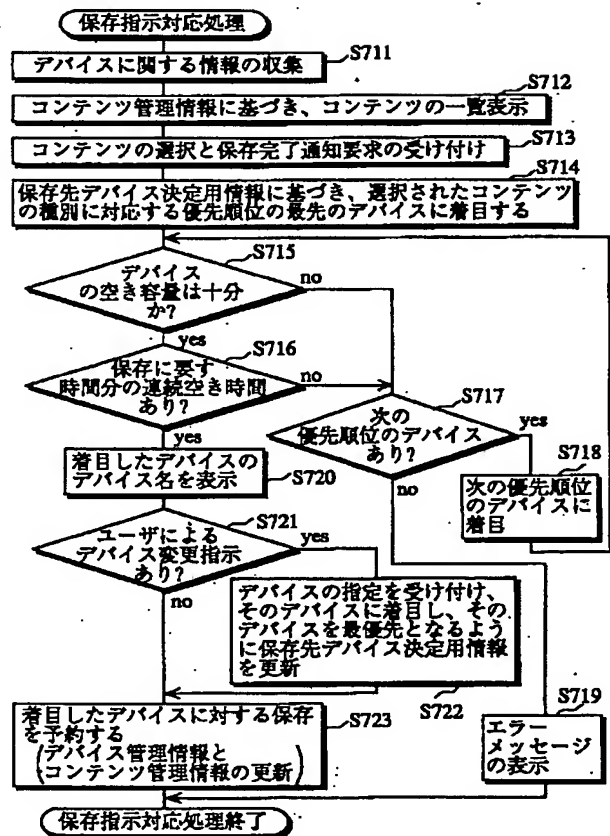 保存指示対応処理
S711
デバイスに関する情報の収集
S712
コンテンツ管理情報に基づき、コンテンツの一覧表示
S713
コンテンツの選択と保存完了通知要求の受け付け
S714
保存先デバイス決定用情報に基づき、選択されたコンテンツ
の種別に対応する優先順位の最先のデバイスに着目する
S715
デバイス
の空き容量は十分
か?
no
yes
S716
保存に要す
時間分の連続空き時間
あり?
no
yes
S717
次の
優先順位のデバイス
あり?
yes
no
S718
次の優先順位
のデバイスに
着目
着目したデバイスの
デバイス名を表示
S720
S721
ユーザによる
デバイス変更指示
あり?
yes
no
デバイスの指定を受け付け、
そのデバイスに着目し、その
デバイスを最優先となるよう
に保存先デバイス決定用情報
を更新
S722
S719
エラー
メッセージ
の表示
着目したデバイスに対する保存
を予約する
(デバイス管理情報と
コンテンツ管理情報の更新)
S723
保存指示対応処理終了